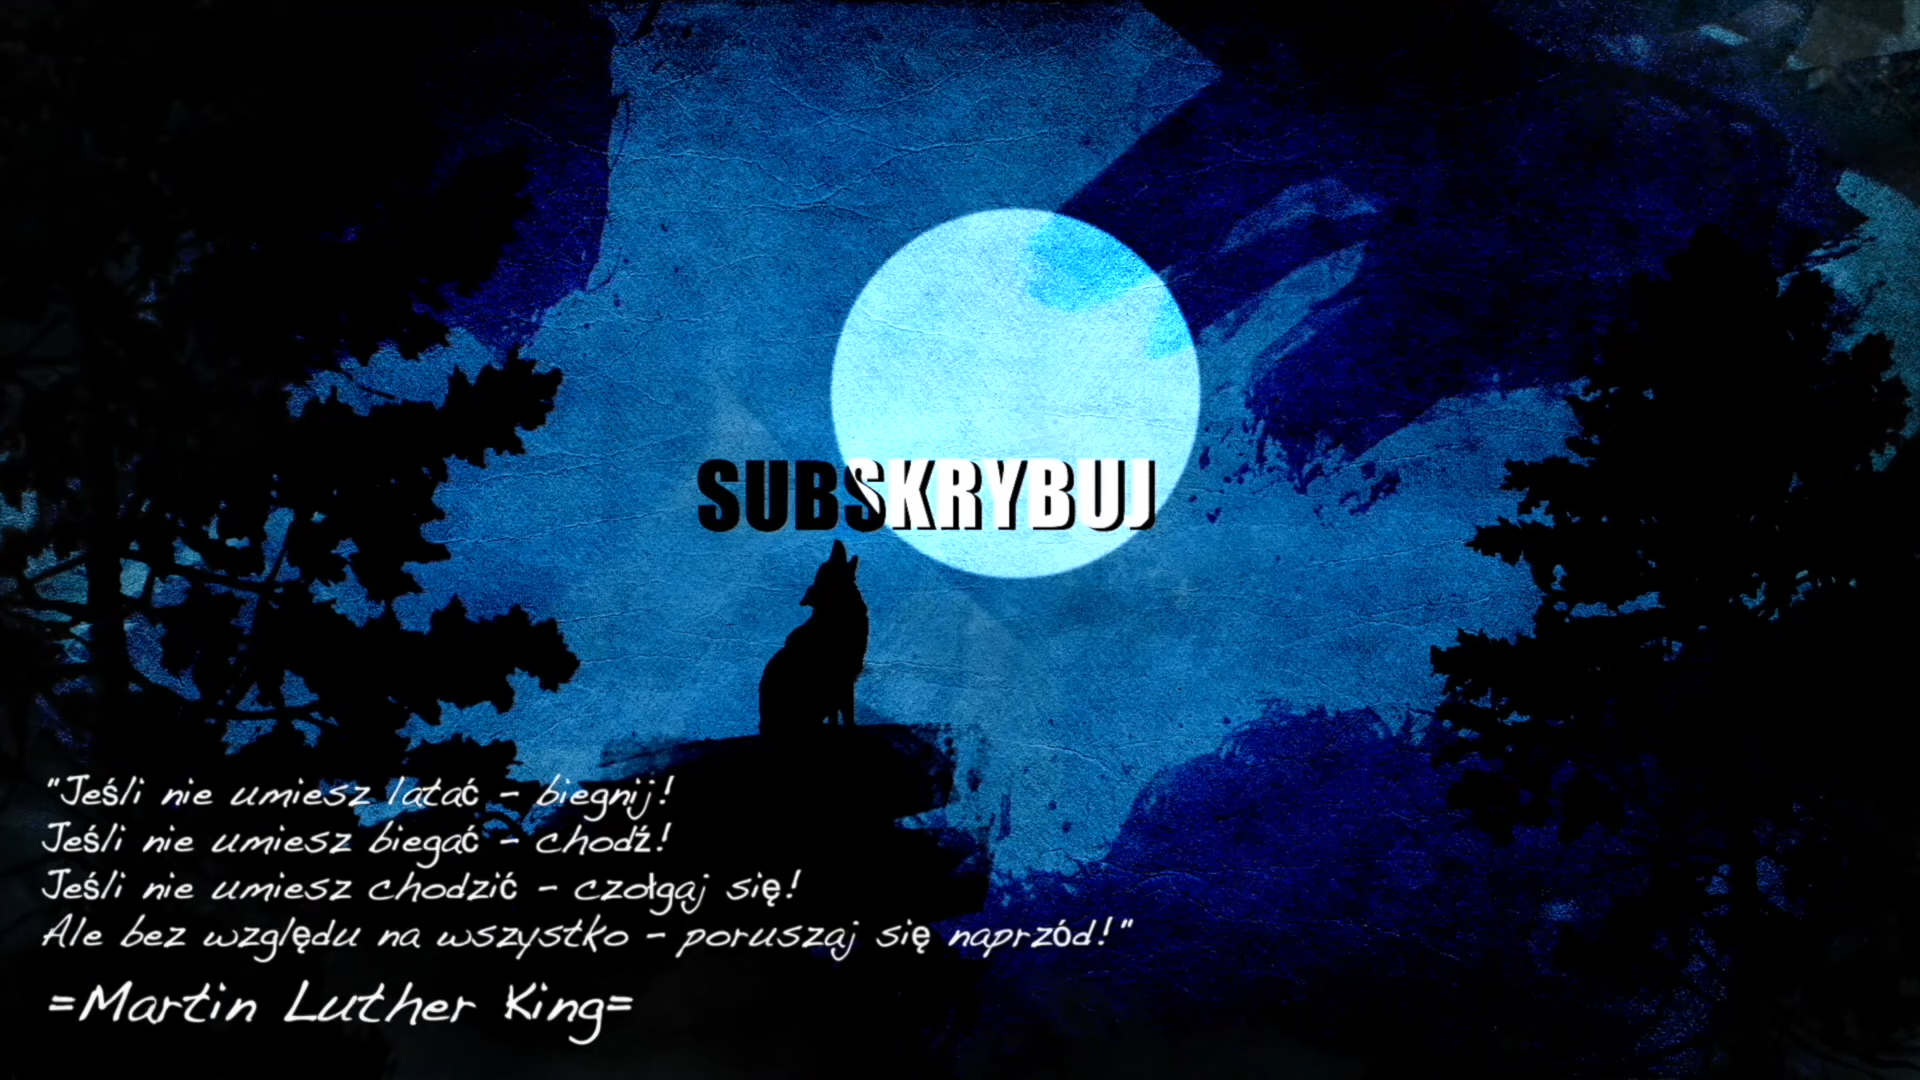 SUBSKRYBUJ
"Jeśli nie umiesz latać - biegnij!
Jeśli nie umiesz biegać - chodź!
Jeśli nie umiesz chodzić - czołgaj się!
Ale bez względu na wszystko - poruszaj się naprzód!"
=Martin Luther King=